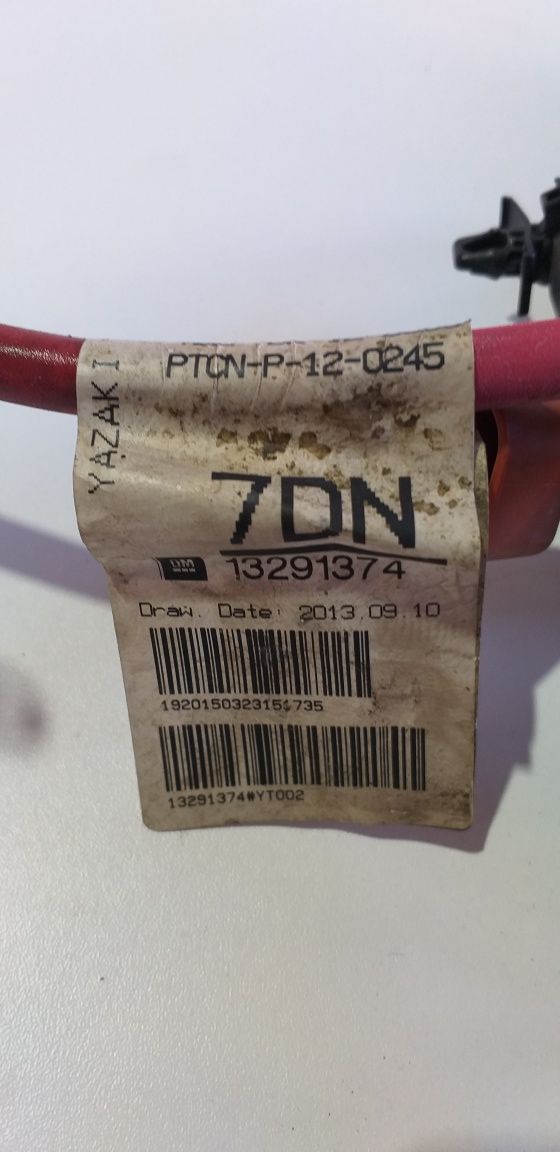 YAZAKI
PTCN-P-12-0245
7DN
GM
13291374
Draw. Date: 2013.09.10
13291374#YT002